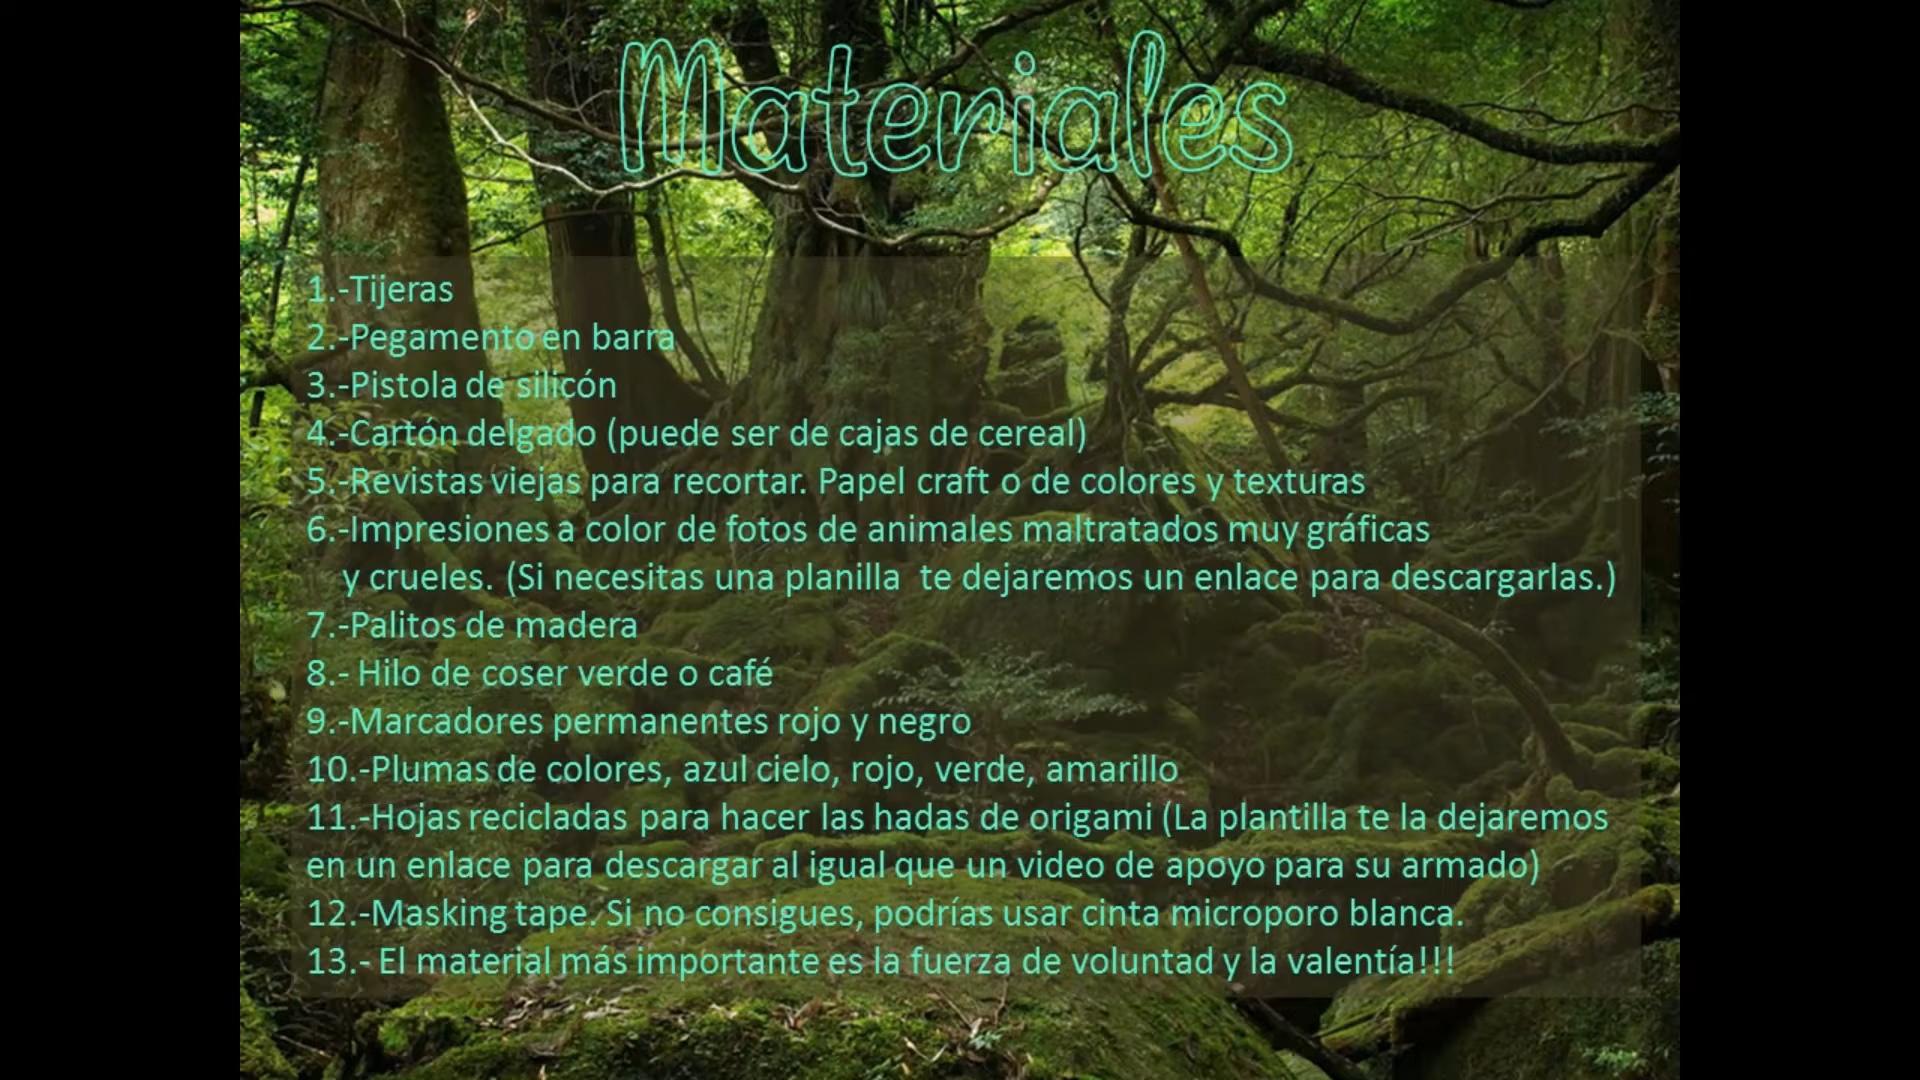 Materiales
1.-Tijeras
2.-Pegamento en barra
3.-Pistola de silicón
4.-Cartón delgado (puede ser de cajas de cereal)
5.-Revistas viejas para recortar. Papel craft o de colores y texturas
6.-Impresiones a color de fotos de animales maltratados muy gráficas
y crueles. (Si necesitas una planilla te dejaremos un enlace para descargarlas.)
7.-Palitos de madera
8.- Hilo de coser verde o café
9.-Marcadores permanentes rojo y negro
10.-Plumas de colores, azul cielo, rojo, verde, amarillo
11.-Hojas recicladas para hacer las hadas de origami (La plantilla te la dejaremos
en un enlace para descargar al igual que un video de apoyo para su armado)
12.-Masking tape. Si no consigues, podrías usar cinta microporo blanca.
13.- El material más importante es la fuerza de voluntad y la valentía!!!